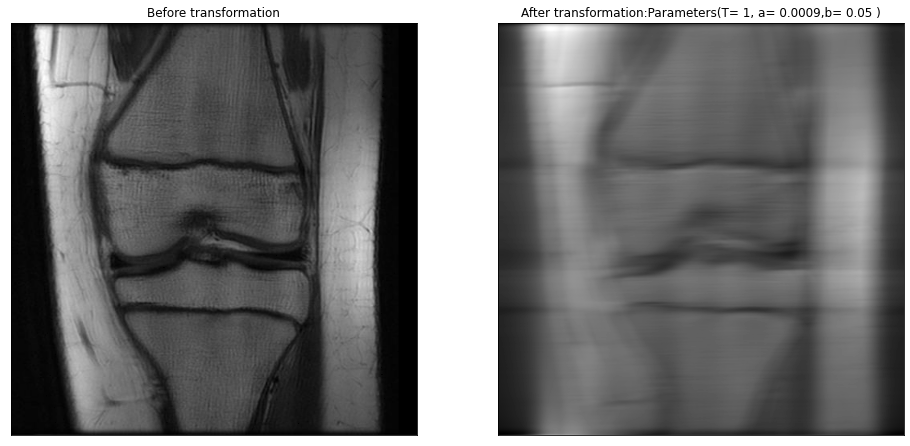 Before transformation
After transformation:Parameters(T= 1, a= 0.0009,b= 0.05 )